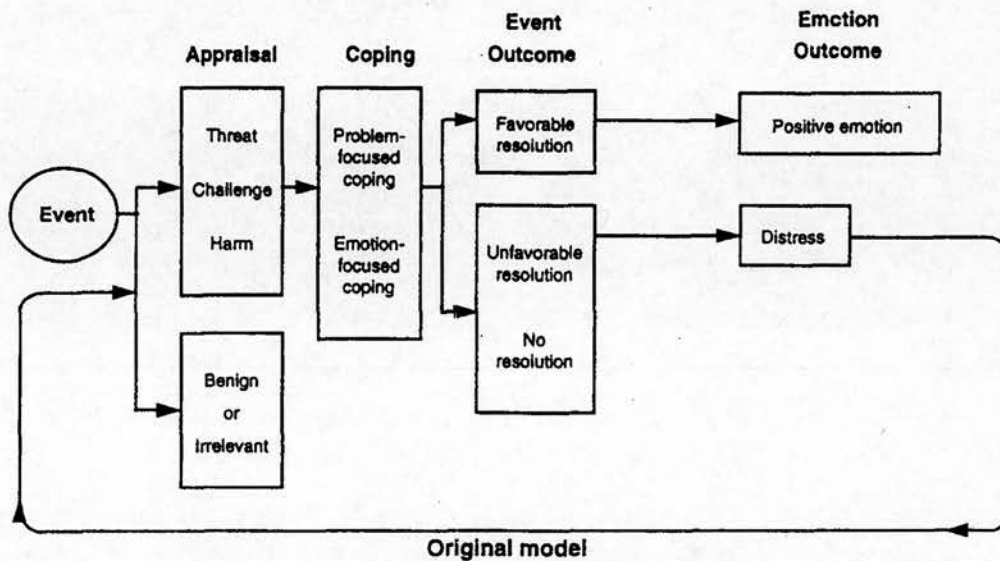 Event
Outcome
Emction
Outcome
Appraisal
Coping
Threat
Challenge
Harm
Problem-
focused
coping
Emotion-
focused
coping
Favorable
resolution
Positive emotion
Event
Unfavorable
resolution
No
resolution
Distress
Benign
or
Irrelevant
Original model